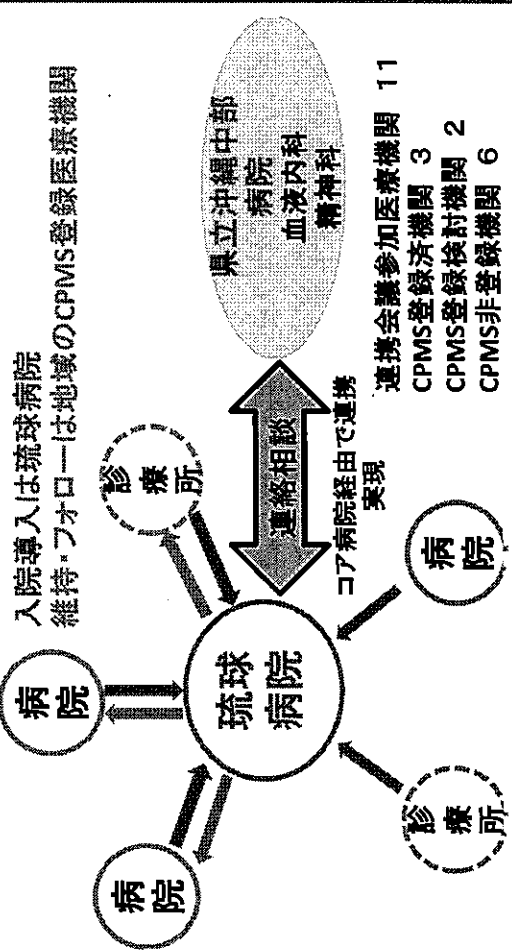 入院導入は琉球病院
維持・フォローは地域のCPMS登録医療機関
病
院
病
院
診
療
所
琉球
病院
連絡相談
コア病院経由で連携
実現
県立沖縄中部
病院
血液内科
精神科
診
療
所
病
院
連携会議参加医療機関 11
CPMS登録済機関 3
CPMS登録検討機関 2
CPMS非登録機関 6